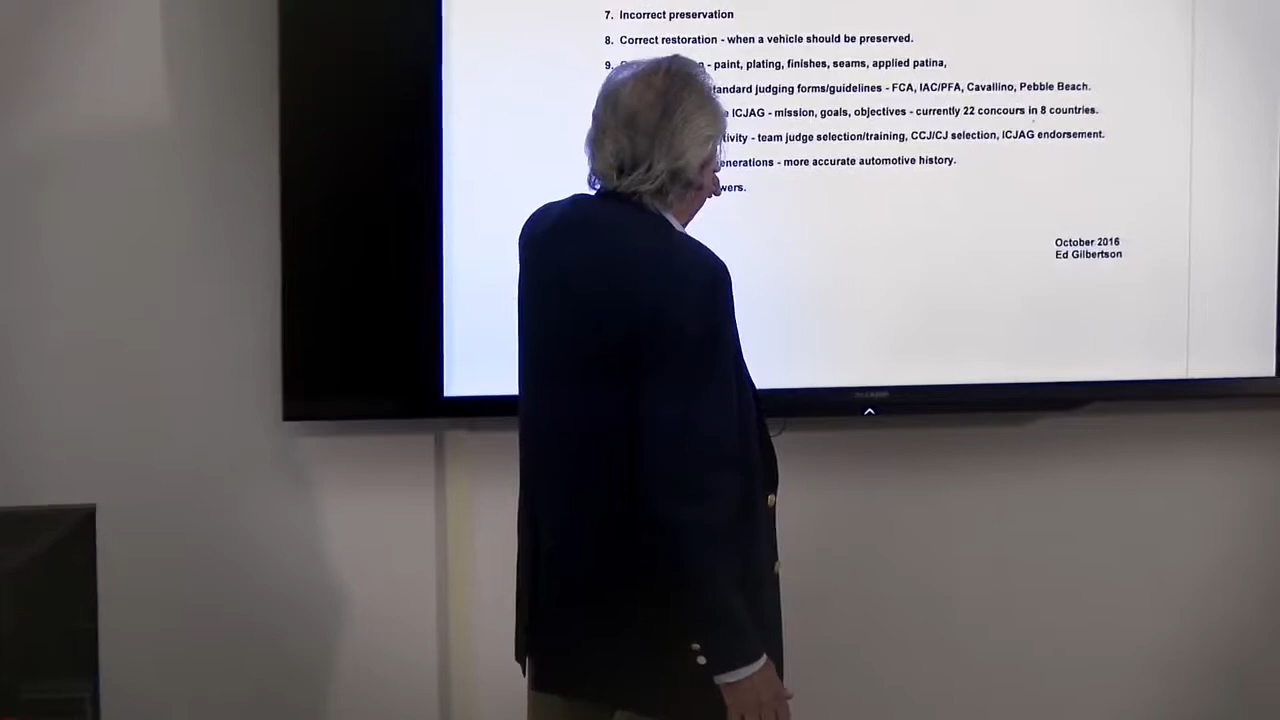 7. Incorrect preservation
8. Correct restoration - when a vehicle should be preserved.
9. - paint, plating, finishes, seams, applied patina,
standard judging forms/guidelines - FCA, IAC/PFA, Cavallino, Pebble Beach.
ICJAG - mission, goals, objectives - currently 22 concours in 8 countries.
tivity - team judge selection/training, CCJ/CJ selection, ICJAG endorsement.
enerations - more accurate automotive history.
wers.
October 2016
Ed Gilbertson